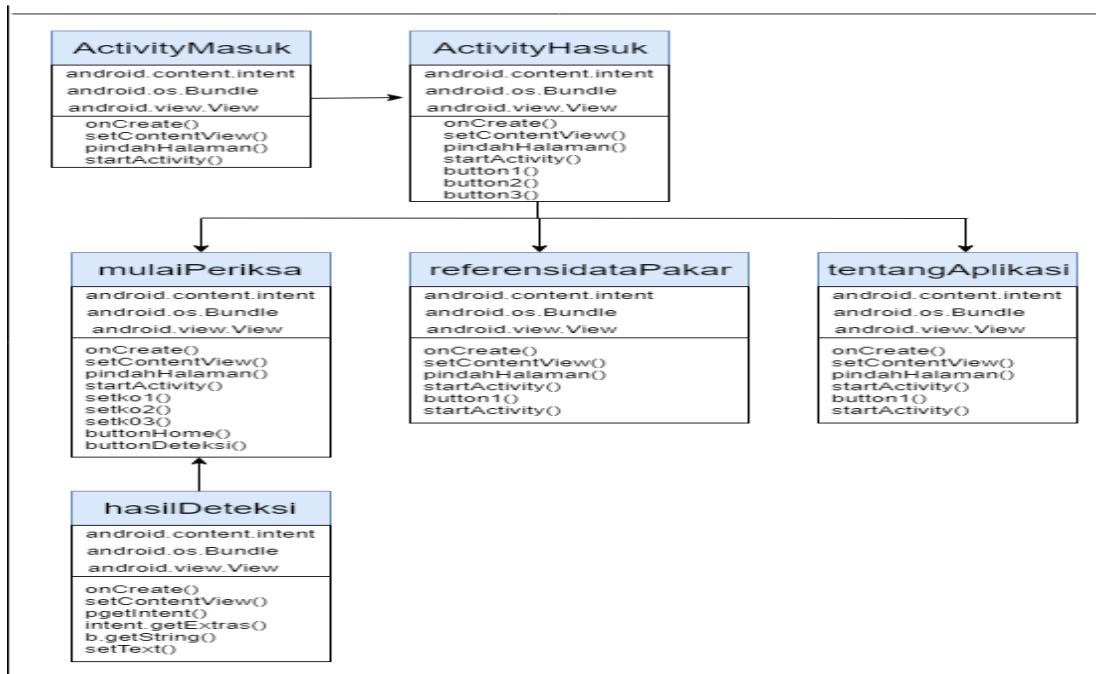 ActivityMasuk
android.content.intent
android.os.Bundle
android.view.View
onCreate()
setContentView()
pindahHalaman()
startActivity()
ActivityHasuk
android.content.intent
android.os.Bundle
android.view.View
onCreate()
setContentView()
pindahHalaman()
startActivity()
button1()
button2()
button3()
mulaiPeriksa
android.content.intent
android.os.Bundle
android.view.View
onCreate()
setContentView()
pindahHalaman()
startActivity()
setko1()
setko2()
setk03()
buttonHome()
buttonDeteksi()
referensidataPakar
android.content.intent
android.os.Bundle
android.view.View
onCreate()
setContentView()
pindahHalaman()
startActivity()
button1()
startActivity()
tentangAplikasi
android.content.intent
android.os.Bundle
android.view.View
onCreate()
setContentView()
pindahHalaman()
startActivity()
button1()
startActivity()
hasilDeteksi
android.content.intent
android.os.Bundle
android.view.View
onCreate()
setContentView()
pgetIntent()
intent.getExtras()
b.getString()
setText()